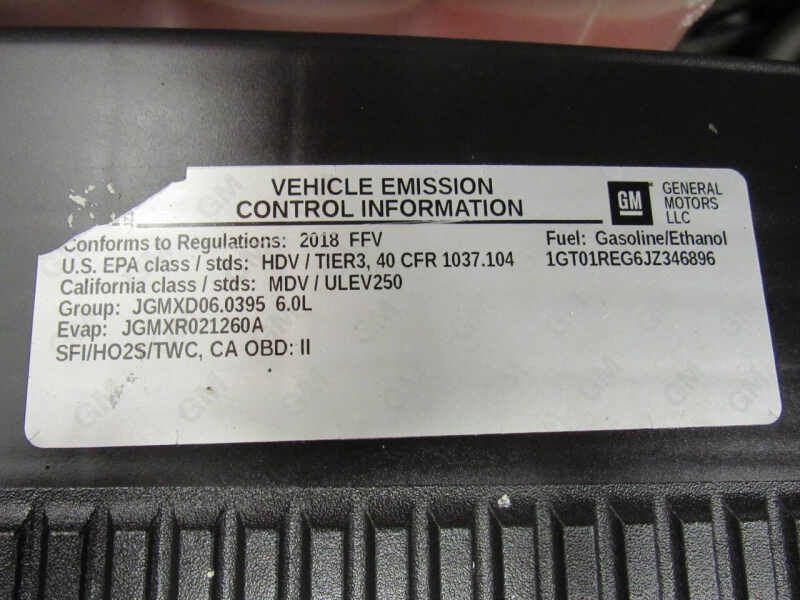 VEHICLE EMISSION
CONTROL INFORMATION
GM
GENERAL
MOTORS
LLC
Conforms to Regulations: 2018 FFV
Fuel: Gasoline/Ethanol
U.S. EPA class / stds: HDV / TIER3, 40 CFR 1037.104
1GT01REG6JZ346896
California class / stds: MDV / ULEV250
Group: JGMXD06.0395 6.0L
Evap: JGMXR021260A
SFI/HO2S/TWC, CA OBD: II